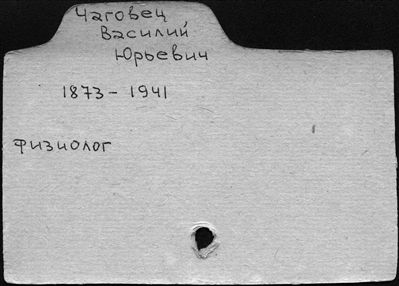 Чаговец
Василий
Юрьевич
1873 - 1941
физиолог